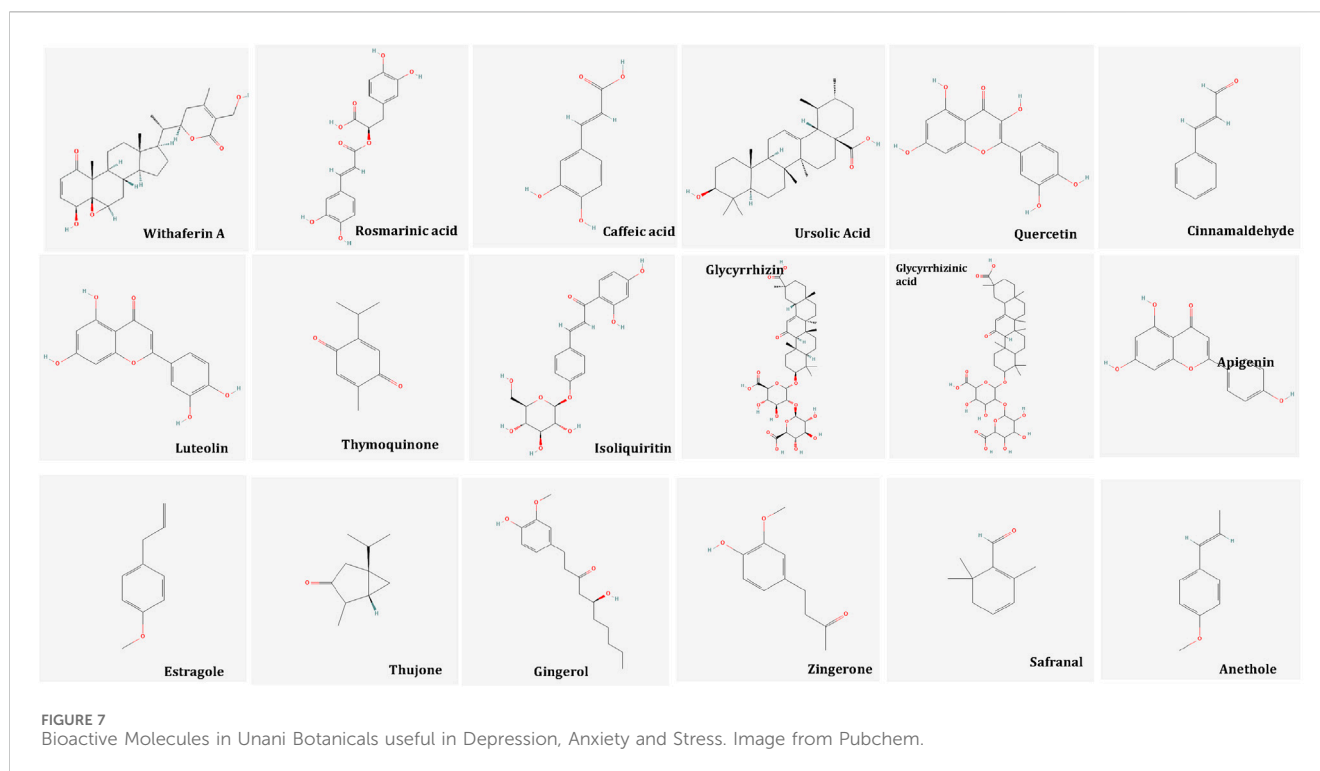 Withaferin A
Rosmarinic acid
Caffeic acid
Ursolic Acid
Quercetin
Cinnamaldehyde
Luteolin
Thymoquinone
Isoliquiritin
Glycyrrhizin
Glycyrrhizinic
acid
Apigenin
Estragole
Thujone
Gingerol
Zingerone
Safranal
Anethole
FIGURE 7
Bioactive Molecules in Unani Botanicals useful in Depression, Anxiety and Stress. Image from Pubchem.